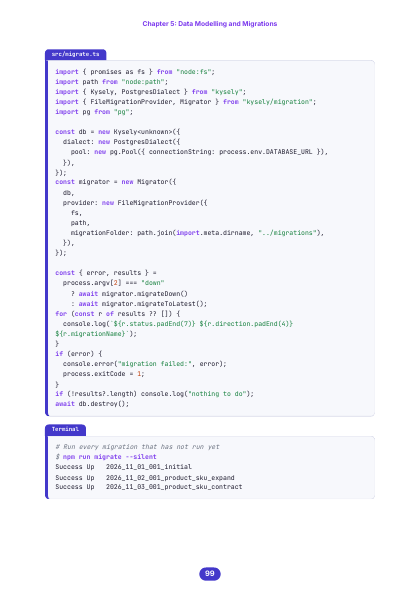 Chapter 5: Data Modelling and Migrations
src/migrate.ts
import { promises as fs } from "node:fs";
import path from "node:path";
import { Kysely, PostgresDialect } from "kysely";
import { FileMigrationProvider, Migrator } from "kysely/migration";
import pg from "pg";

const db = new Kysely<unknown>({
  dialect: new PostgresDialect({
    pool: new pg.Pool({ connectionString: process.env.DATABASE_URL }),
  }),
});
const migrator = new Migrator({
  db,
  provider: new FileMigrationProvider({
    fs,
    path,
    migrationFolder: path.join(import.meta.dirname, "../migrations"),
  }),
});

const { error, results } =
  process.argv[2] === "down"
    ? await migrator.migrateDown()
    : await migrator.migrateToLatest();
for (const r of results ?? []) {
  console.log(`${r.status.padEnd(7)} ${r.direction.padEnd(4)}
${r.migrationName}`);
}
if (error) {
  console.error("migration failed:", error);
  process.exitCode = 1;
}
if (!results?.length) console.log("nothing to do");
await db.destroy();
Terminal
# Run every migration that has not run yet
$ npm run migrate --silent
Success Up   2026_11_01_001_initial
Success Up   2026_11_02_001_product_sku_expand
Success Up   2026_11_03_001_product_sku_contract
99